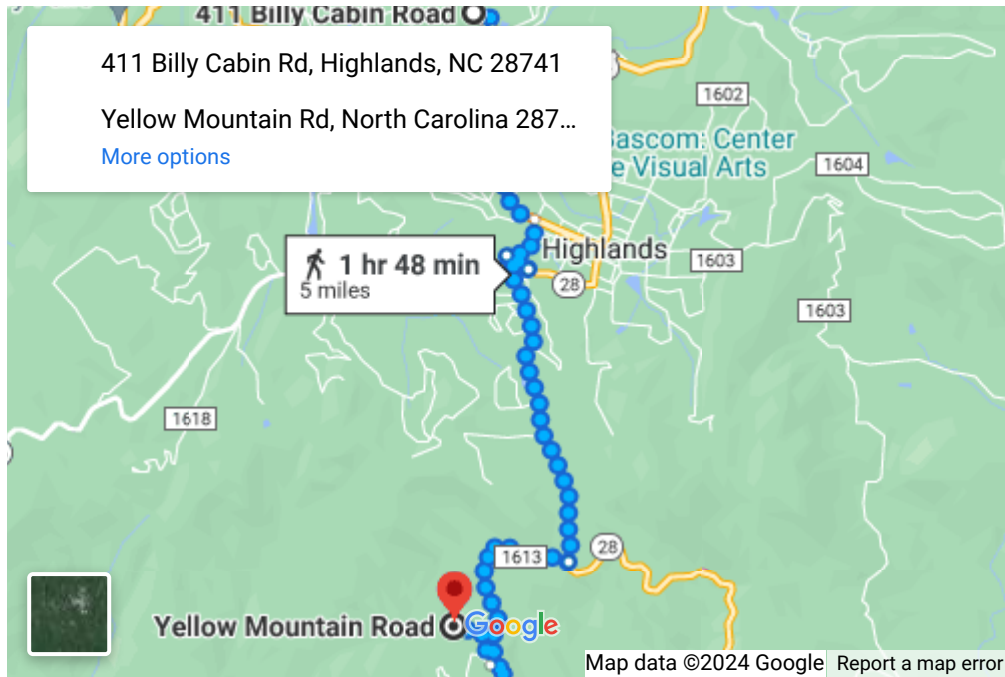 411 Billy Cabin Road
411 Billy Cabin Rd, Highlands, NC 28741
Yellow Mountain Rd, North Carolina 287...
More options
1602
Bascom: Center
e Visual Arts
1604
Highlands
1603
28
1 hr 48 min
5 miles
1603
1618
1613
28
Yellow Mountain Road
Google
Map data ©2024 Google
Report a map error